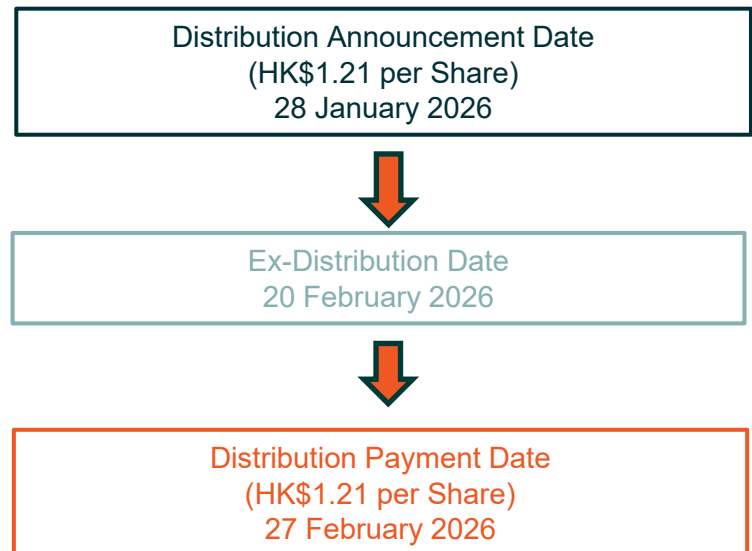 Distribution Announcement Date
(HK$1.21 per Share)
28 January 2026
Ex-Distribution Date
20 February 2026
Distribution Payment Date
(HK$1.21 per Share)
27 February 2026